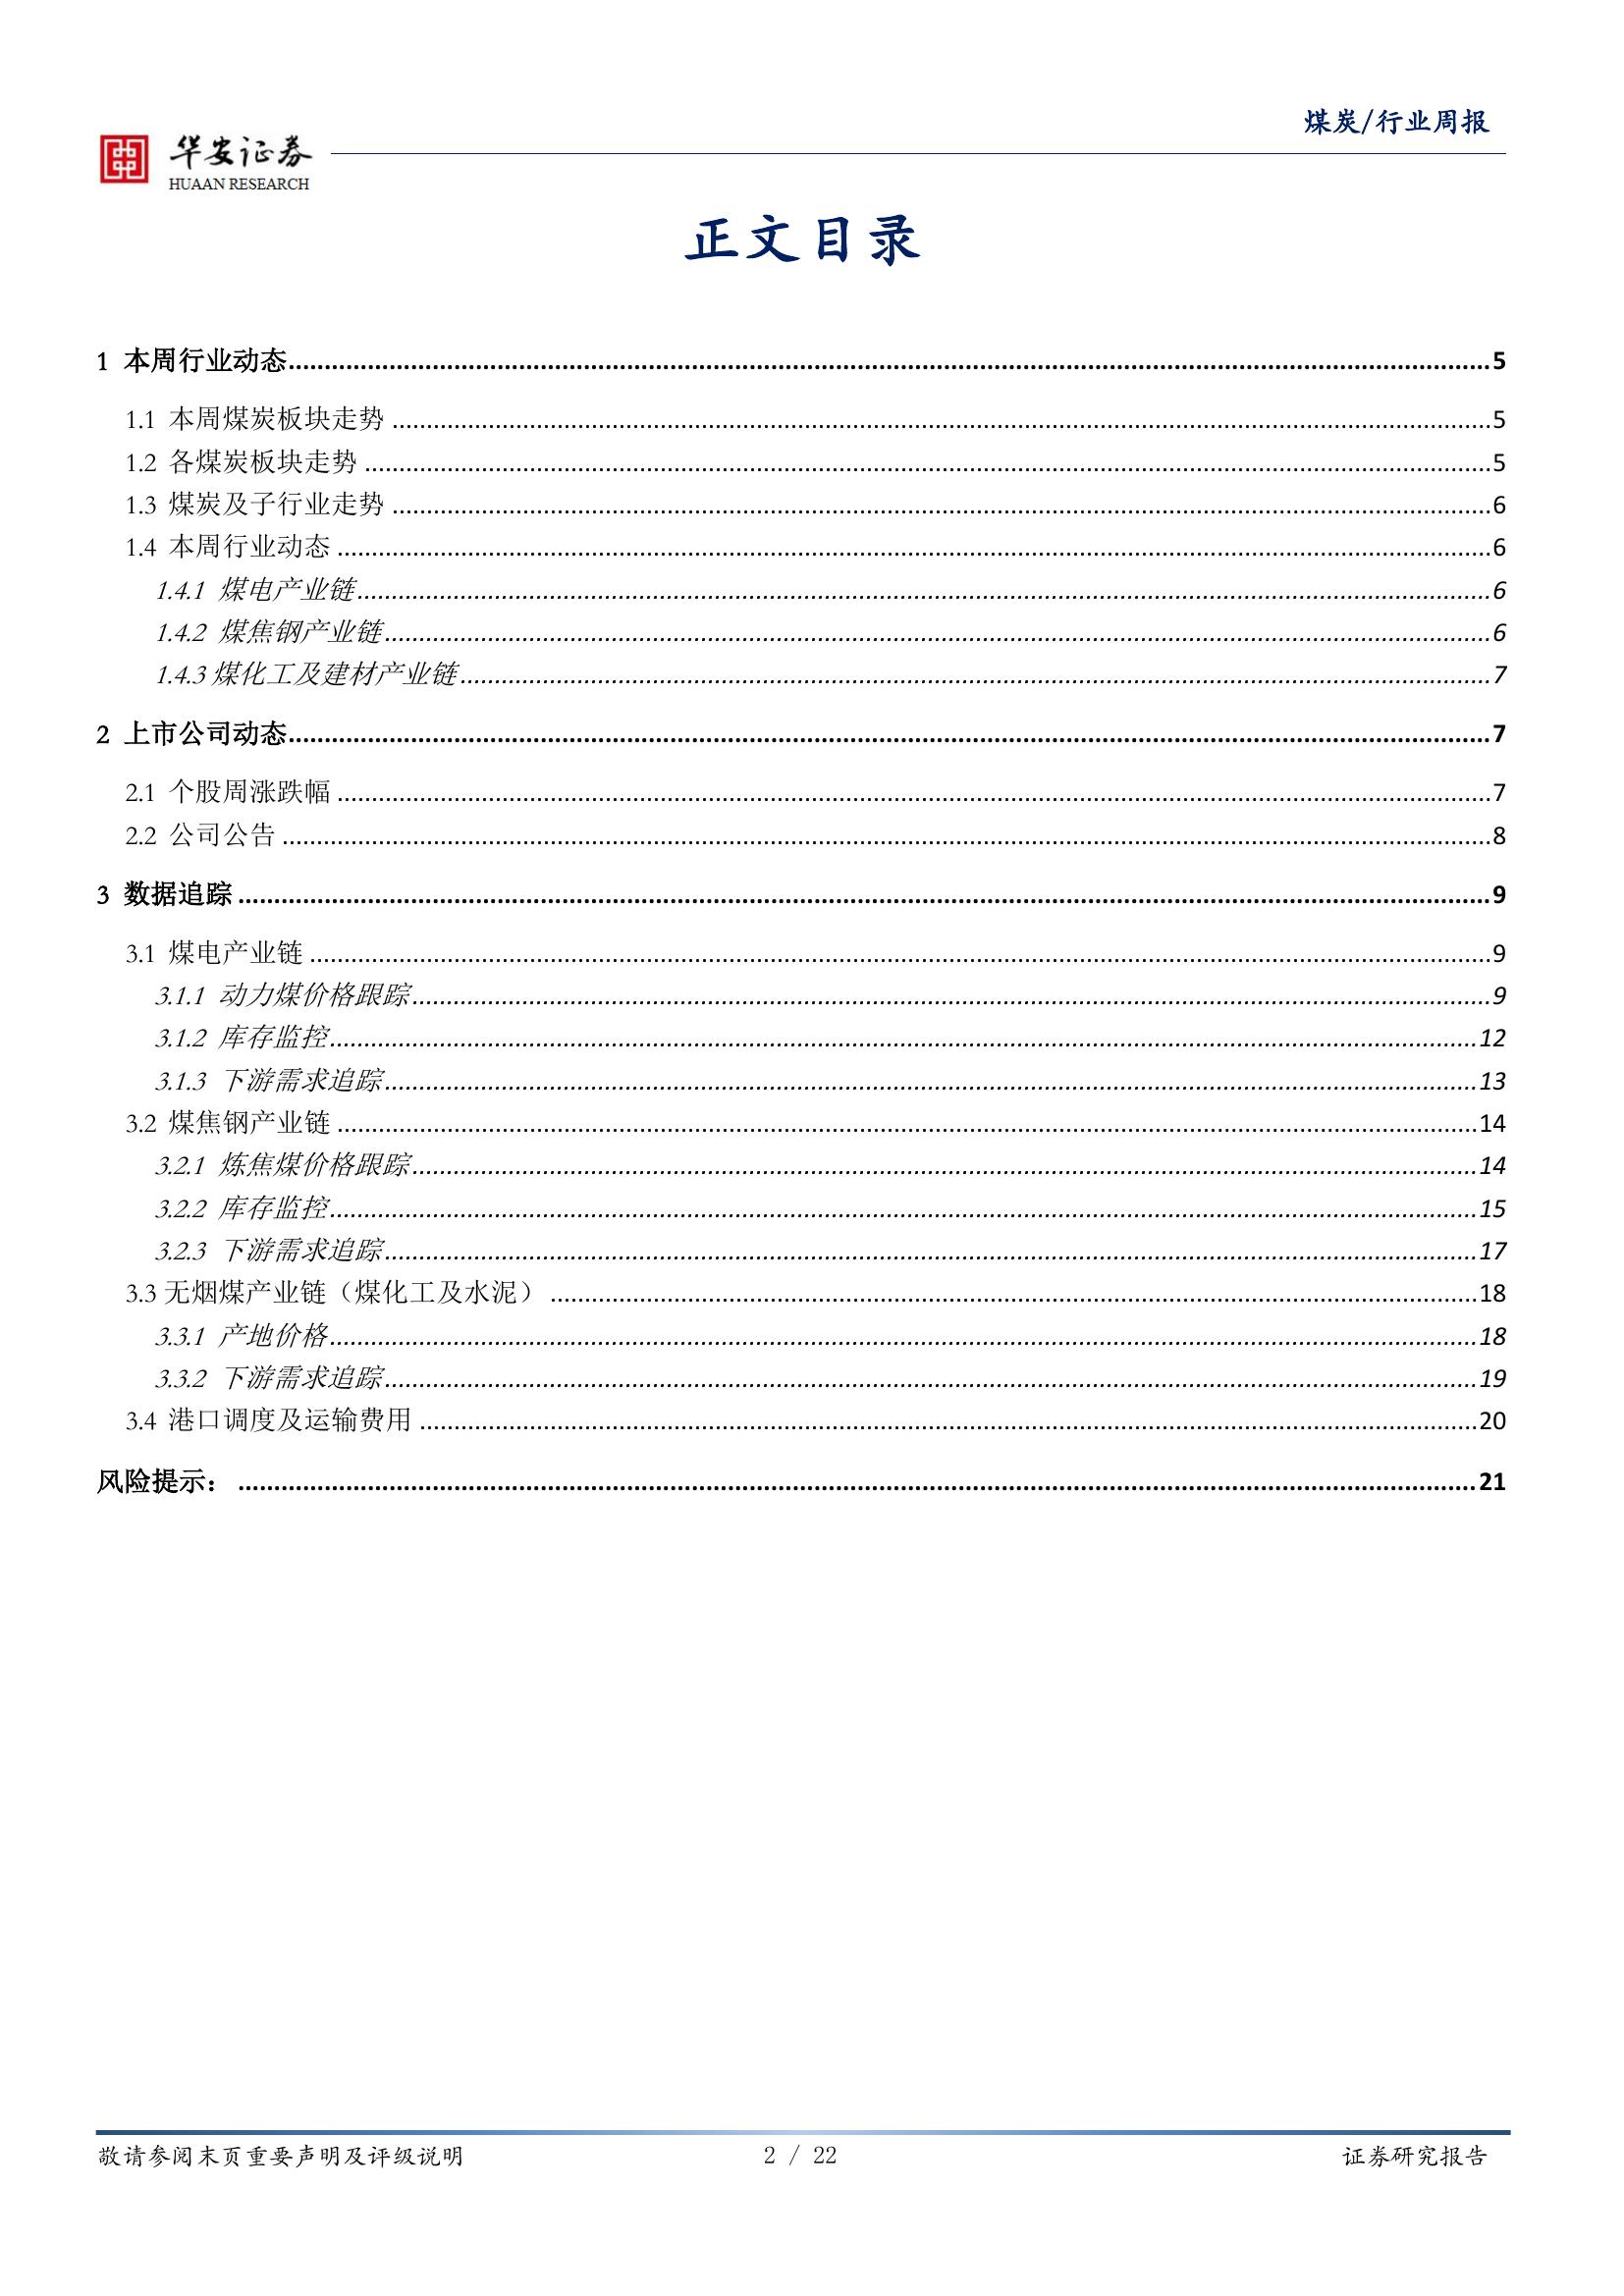 煤炭/行业周报
华安证券
HUAAN RESEARCH
正文目录
1 本周行业动态 5
1.1 本周煤炭板块走势 5
1.2 各煤炭板块走势 5
1.3 煤炭及子行业走势 6
1.4 本周行业动态 6
1.4.1 煤电产业链 6
1.4.2 煤焦钢产业链 6
1.4.3煤化工及建材产业链 7
2 上市公司动态 7
2.1 个股周涨跌幅 7
2.2 公司公告 8
3 数据追踪 9
3.1 煤电产业链 9
3.1.1 动力煤价格跟踪 9
3.1.2 库存监控 12
3.1.3 下游需求追踪 13
3.2 煤焦钢产业链 14
3.2.1 炼焦煤价格跟踪 14
3.2.2 库存监控 15
3.2.3 下游需求追踪 17
3.3无烟煤产业链（煤化工及水泥） 18
3.3.1 产地价格 18
3.3.2 下游需求追踪 19
3.4 港口调度及运输费用 20
风险提示： 21
敬请参阅末页重要声明及评级说明 2 / 22 证券研究报告